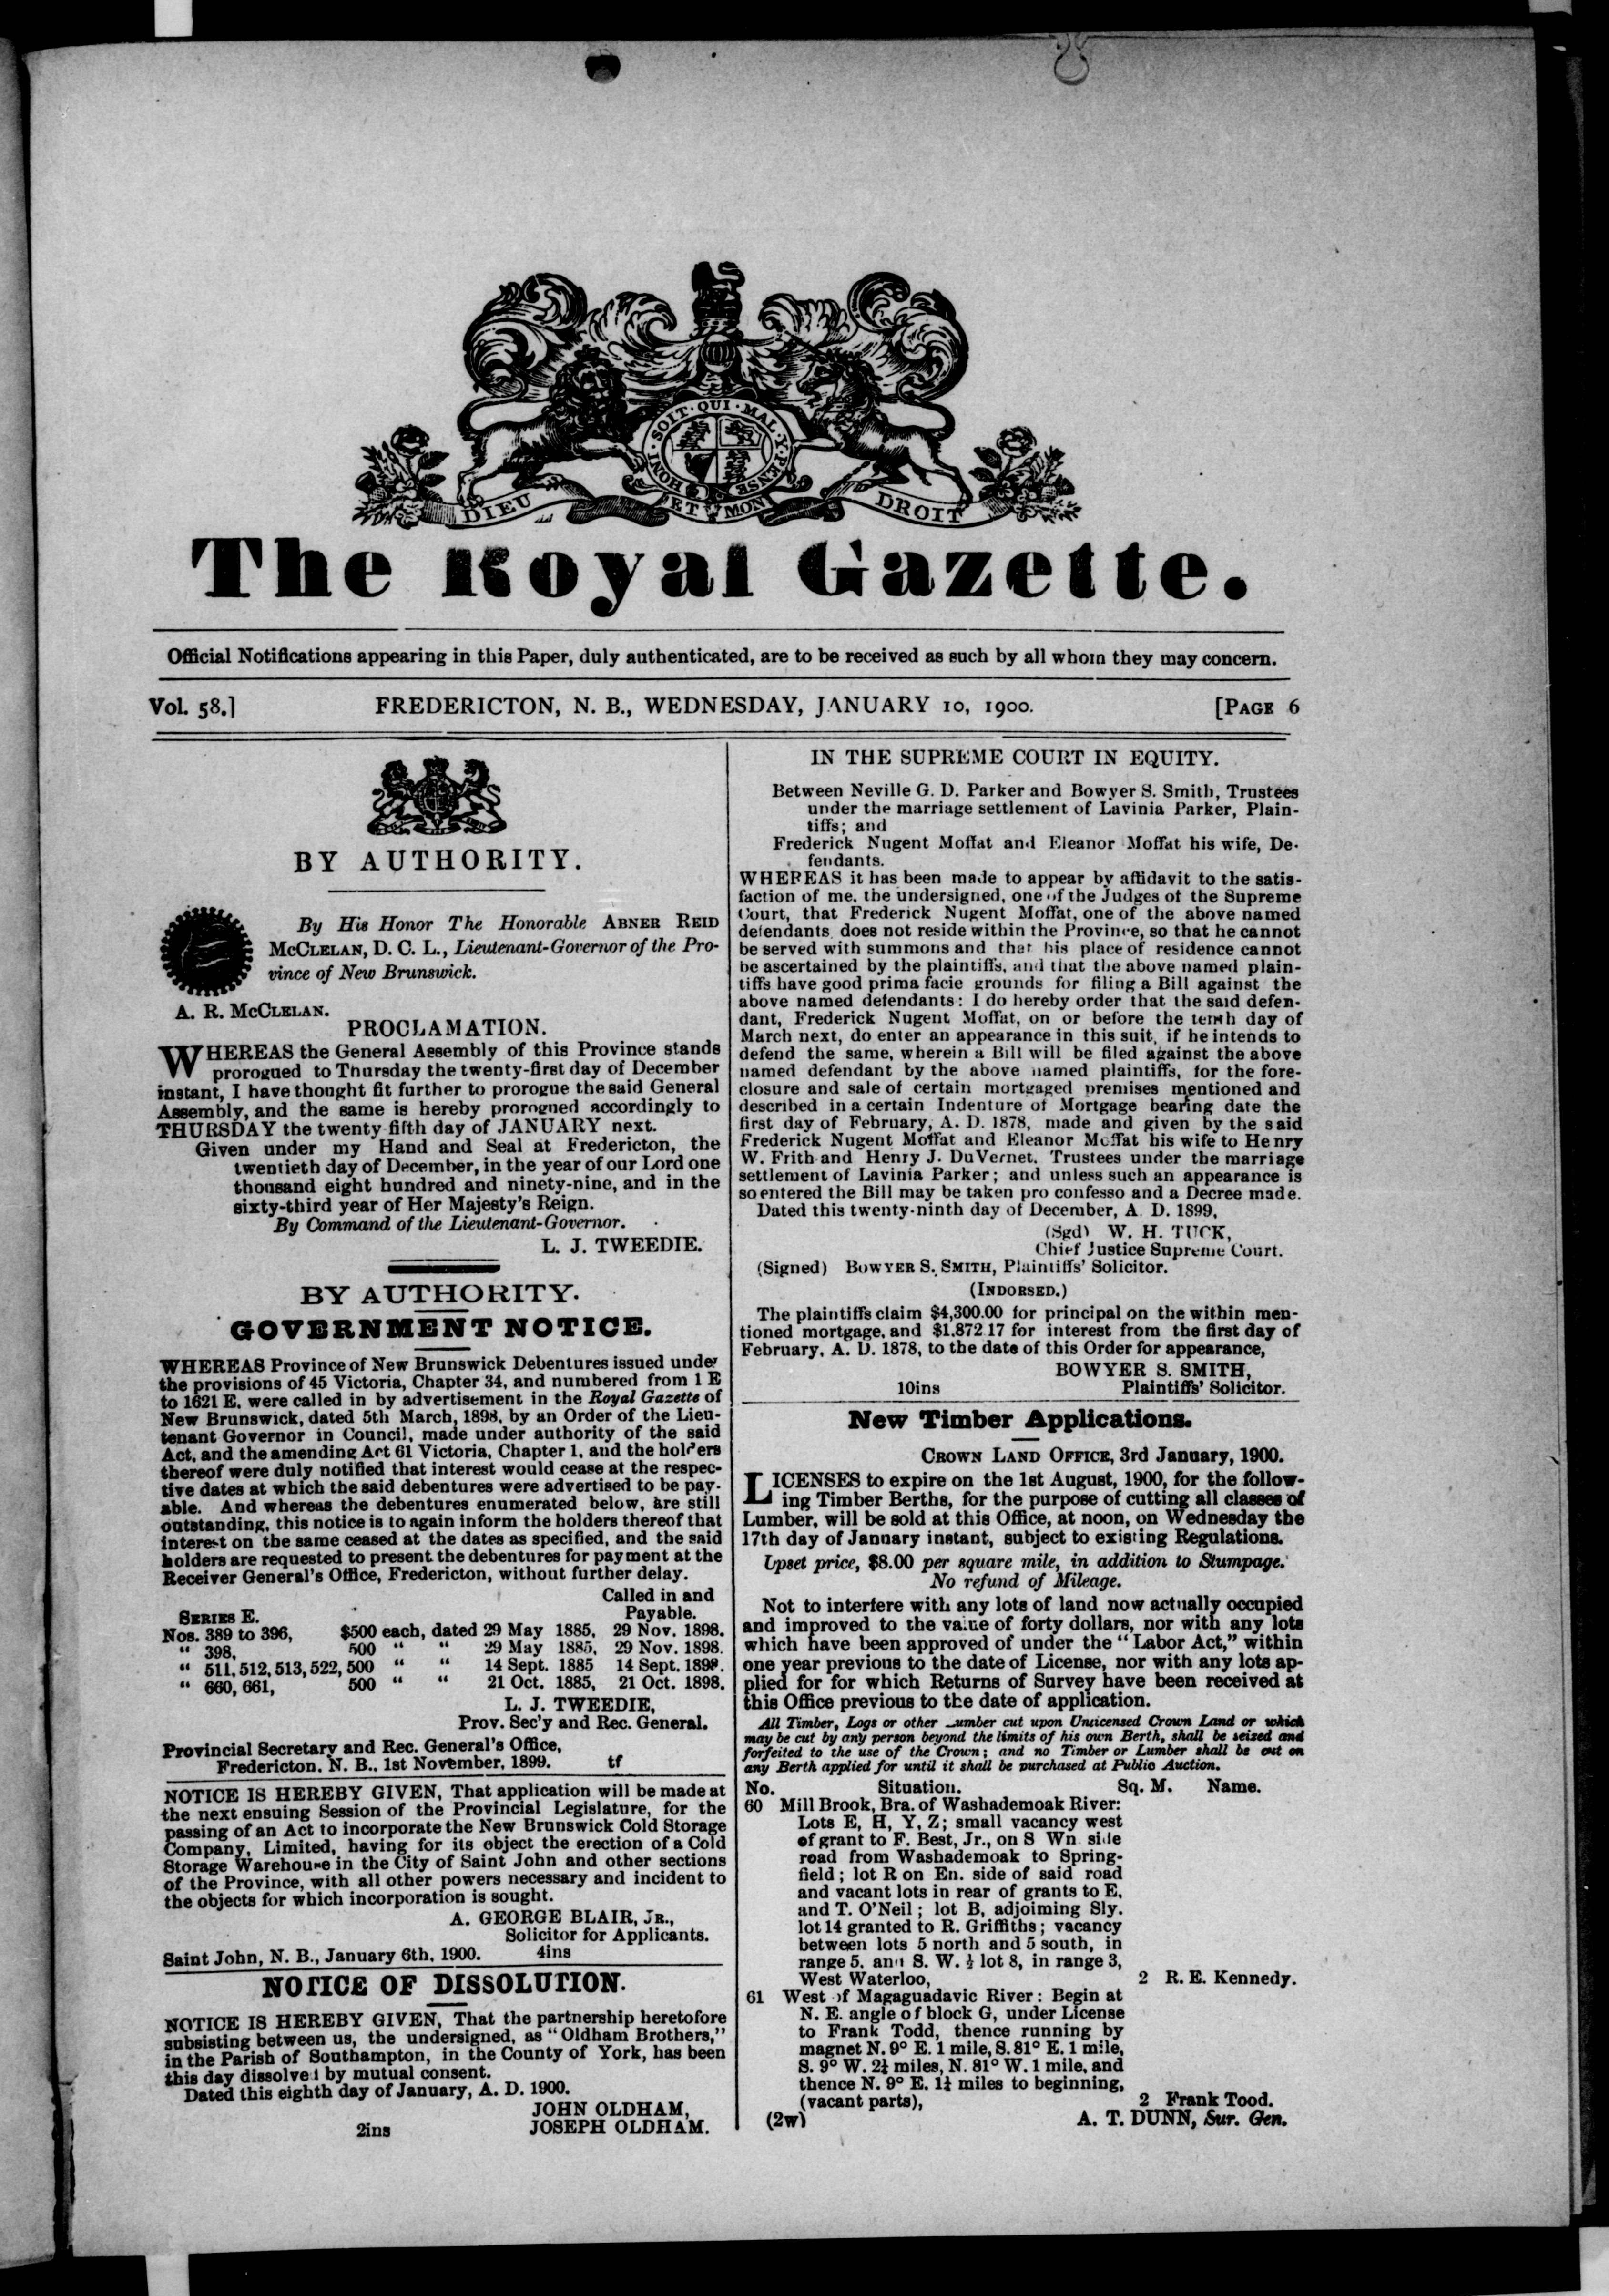 HONI · SOIT · QUI · MAL · Y · PENSE
DIEU ET MON DROIT
The Royal Gazette.
Official Notifications appearing in this Paper, duly authenticated, are to be received as such by all whom they may concern.
Vol. 58.] FREDERICTON, N. B., WEDNESDAY, JANUARY 10, 1900. [PAGE 6
BY AUTHORITY.
By His Honor The Honorable ABNER REID
MCCLELAN, D. C. L., Lieutenant-Governor of the Pro-
vince of New Brunswick.
A. R. MCCLELAN.
PROCLAMATION.
WHEREAS the General Assembly of this Province stands
prorogued to Thursday the twenty-first day of December
instant, I have thought fit further to prorogue the said General
Assembly, and the same is hereby prorogued accordingly to
THURSDAY the twenty fifth day of JANUARY next.
Given under my Hand and Seal at Fredericton, the
twentieth day of December, in the year of our Lord one
thousand eight hundred and ninety-nine, and in the
sixty-third year of Her Majesty's Reign.
By Command of the Lieutenant-Governor.
L. J. TWEEDIE.
BY AUTHORITY.
GOVERNMENT NOTICE.
WHEREAS Province of New Brunswick Debentures issued under
the provisions of 45 Victoria, Chapter 34, and numbered from 1 E
to 1621 E. were called in by advertisement in the Royal Gazette of
New Brunswick, dated 5th March, 1898, by an Order of the Lieu-
tenant Governor in Council, made under authority of the said
Act, and the amending Act 61 Victoria, Chapter 1, and the holders
thereof were duly notified that interest would cease at the respec-
tive dates at which the said debentures were advertised to be pay-
able. And whereas the debentures enumerated below, are still
outstanding, this notice is to again inform the holders thereof that
interest on the same ceased at the dates as specified, and the said
holders are requested to present the debentures for payment at the
Receiver General's Office, Fredericton, without further delay.
Called in and
SERIES E. Payable.
Nos. 389 to 396, $500 each, dated 29 May 1885, 29 Nov. 1898.
" 398, 500 " " 29 May 1885, 29 Nov. 1898.
" 511, 512, 513, 522, 500 " " 14 Sept. 1885 14 Sept. 1898.
" 660, 661, 500 " " 21 Oct. 1885, 21 Oct. 1898.
L. J. TWEEDIE,
Prov. Sec'y and Rec. General.
Provincial Secretary and Rec. General's Office,
Fredericton, N. B., 1st November, 1899. tf
NOTICE IS HEREBY GIVEN, That application will be made at
the next ensuing Session of the Provincial Legislature, for the
passing of an Act to incorporate the New Brunswick Cold Storage
Company, Limited, having for its object the erection of a Cold
Storage Warehouse in the City of Saint John and other sections
of the Province, with all other powers necessary and incident to
the objects for which incorporation is sought.
A. GEORGE BLAIR, JR.,
Solicitor for Applicants.
Saint John, N. B., January 6th, 1900. 4ins
NOTICE OF DISSOLUTION.
NOTICE IS HEREBY GIVEN, That the partnership heretofore
subsisting between us, the undersigned, as "Oldham Brothers,"
in the Parish of Southampton, in the County of York, has been
this day dissolved by mutual consent.
Dated this eighth day of January, A. D. 1900.
JOHN OLDHAM,
2ins JOSEPH OLDHAM.
IN THE SUPREME COURT IN EQUITY.
Between Neville G. D. Parker and Bowyer S. Smith, Trustees
under the marriage settlement of Lavinia Parker, Plain-
tiffs; and
Frederick Nugent Moffat and Eleanor Moffat his wife, De-
fendants.
WHEREAS it has been made to appear by affidavit to the satis-
faction of me, the undersigned, one of the Judges of the Supreme
Court, that Frederick Nugent Moffat, one of the above named
defendants does not reside within the Province, so that he cannot
be served with summons and that his place of residence cannot
be ascertained by the plaintiffs, and that the above named plain-
tiffs have good prima facie grounds for filing a Bill against the
above named defendants: I do hereby order that the said defen-
dant, Frederick Nugent Moffat, on or before the tenth day of
March next, do enter an appearance in this suit, if he intends to
defend the same, wherein a Bill will be filed against the above
named defendant by the above named plaintiffs, for the fore-
closure and sale of certain mortgaged premises mentioned and
described in a certain Indenture of Mortgage bearing date the
first day of February, A. D. 1878, made and given by the said
Frederick Nugent Moffat and Eleanor Moffat his wife to Henry
W. Frith and Henry J. DuVernet, Trustees under the marriage
settlement of Lavinia Parker; and unless such an appearance is
so entered the Bill may be taken pro confesso and a Decree made.
Dated this twenty-ninth day of December, A. D. 1899,
(Sgd) W. H. TUCK,
Chief Justice Supreme Court.
(Signed) BOWYER S. SMITH, Plaintiffs' Solicitor.
(INDORSED.)
The plaintiffs claim $4,300.00 for principal on the within men-
tioned mortgage, and $1,872 17 for interest from the first day of
February, A. D. 1878, to the date of this Order for appearance,
BOWYER S. SMITH,
10ins Plaintiffs' Solicitor.
New Timber Applications.
CROWN LAND OFFICE, 3rd January, 1900.
LICENSES to expire on the 1st August, 1900, for the follow-
ing Timber Berths, for the purpose of cutting all classes of
Lumber, will be sold at this Office, at noon, on Wednesday the
17th day of January instant, subject to existing Regulations.
Upset price, $8.00 per square mile, in addition to Stumpage.
No refund of Mileage.
Not to interfere with any lots of land now actually occupied
and improved to the value of forty dollars, nor with any lots
which have been approved of under the "Labor Act," within
one year previous to the date of License, nor with any lots ap-
plied for for which Returns of Survey have been received at
this Office previous to the date of application.
All Timber, Logs or other Lumber cut upon Unlicensed Crown Land or which
may be cut by any person beyond the limits of his own Berth, shall be seized and
forfeited to the use of the Crown; and no Timber or Lumber shall be cut on
any Berth applied for until it shall be purchased at Public Auction.
No. Situation. Sq. M. Name.
60 Mill Brook, Bra. of Washademoak River:
Lots E, H, Y, Z; small vacancy west
of grant to F. Best, Jr., on S Wn side
road from Washademoak to Spring-
field; lot R on En. side of said road
and vacant lots in rear of grants to E.
and T. O'Neil; lot B, adjoiming Sly.
lot 14 granted to R. Griffiths; vacancy
between lots 5 north and 5 south, in
range 5, and S. W. ½ lot 8, in range 3,
West Waterloo, 2 R. E. Kennedy.
61 West of Magaguadavic River: Begin at
N. E. angle of block G, under License
to Frank Todd, thence running by
magnet N. 9° E. 1 mile, S. 81° E. 1 mile,
S. 9° W. 2¼ miles, N. 81° W. 1 mile, and
thence N. 9° E. 1¼ miles to beginning,
(vacant parts), 2 Frank Tood.
(2w) A. T. DUNN, Sur. Gen.